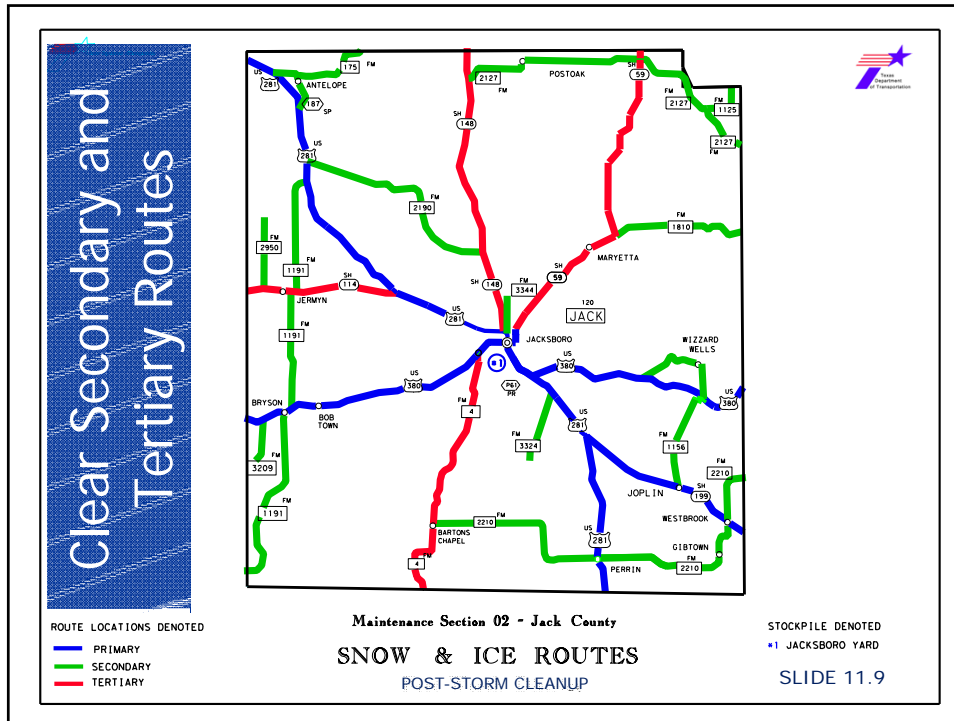 Clear Secondary and
Tertiary Routes
Texas
Department
of Transportation
US
281
ANTELOPE
175
FM
187
SP
2127
FM
POSTOAK
SH
59
2127
FM
1125
2127
FM
SH
148
US
281
FM
2190
FM
2950
FM
1191
SH
114
JERMYN
FM
1191
SH
148
FM
3344
SH
59
MARYETTA
FM
1810
120
JACK
US
281
JACKSBORO
*1
P61
PR
US
380
WIZZARD
WELLS
US
380
US
380
BRYSON
BOB
TOWN
FM
4
US
281
FM
3324
FM
1156
FM
3209
FM
1191
FM
2210
JOPLIN
SH
199
WESTBROOK
2210
FM
BARTONS
CHAPEL
US
281
GIBTOWN
FM
4
PERRIN
FM
2210
ROUTE LOCATIONS DENOTED
PRIMARY
SECONDARY
TERTIARY
Maintenance Section 02 - Jack County
SNOW & ICE ROUTES
POST-STORM CLEANUP
STOCKPILE DENOTED
*1 JACKSBORO YARD
SLIDE 11.9